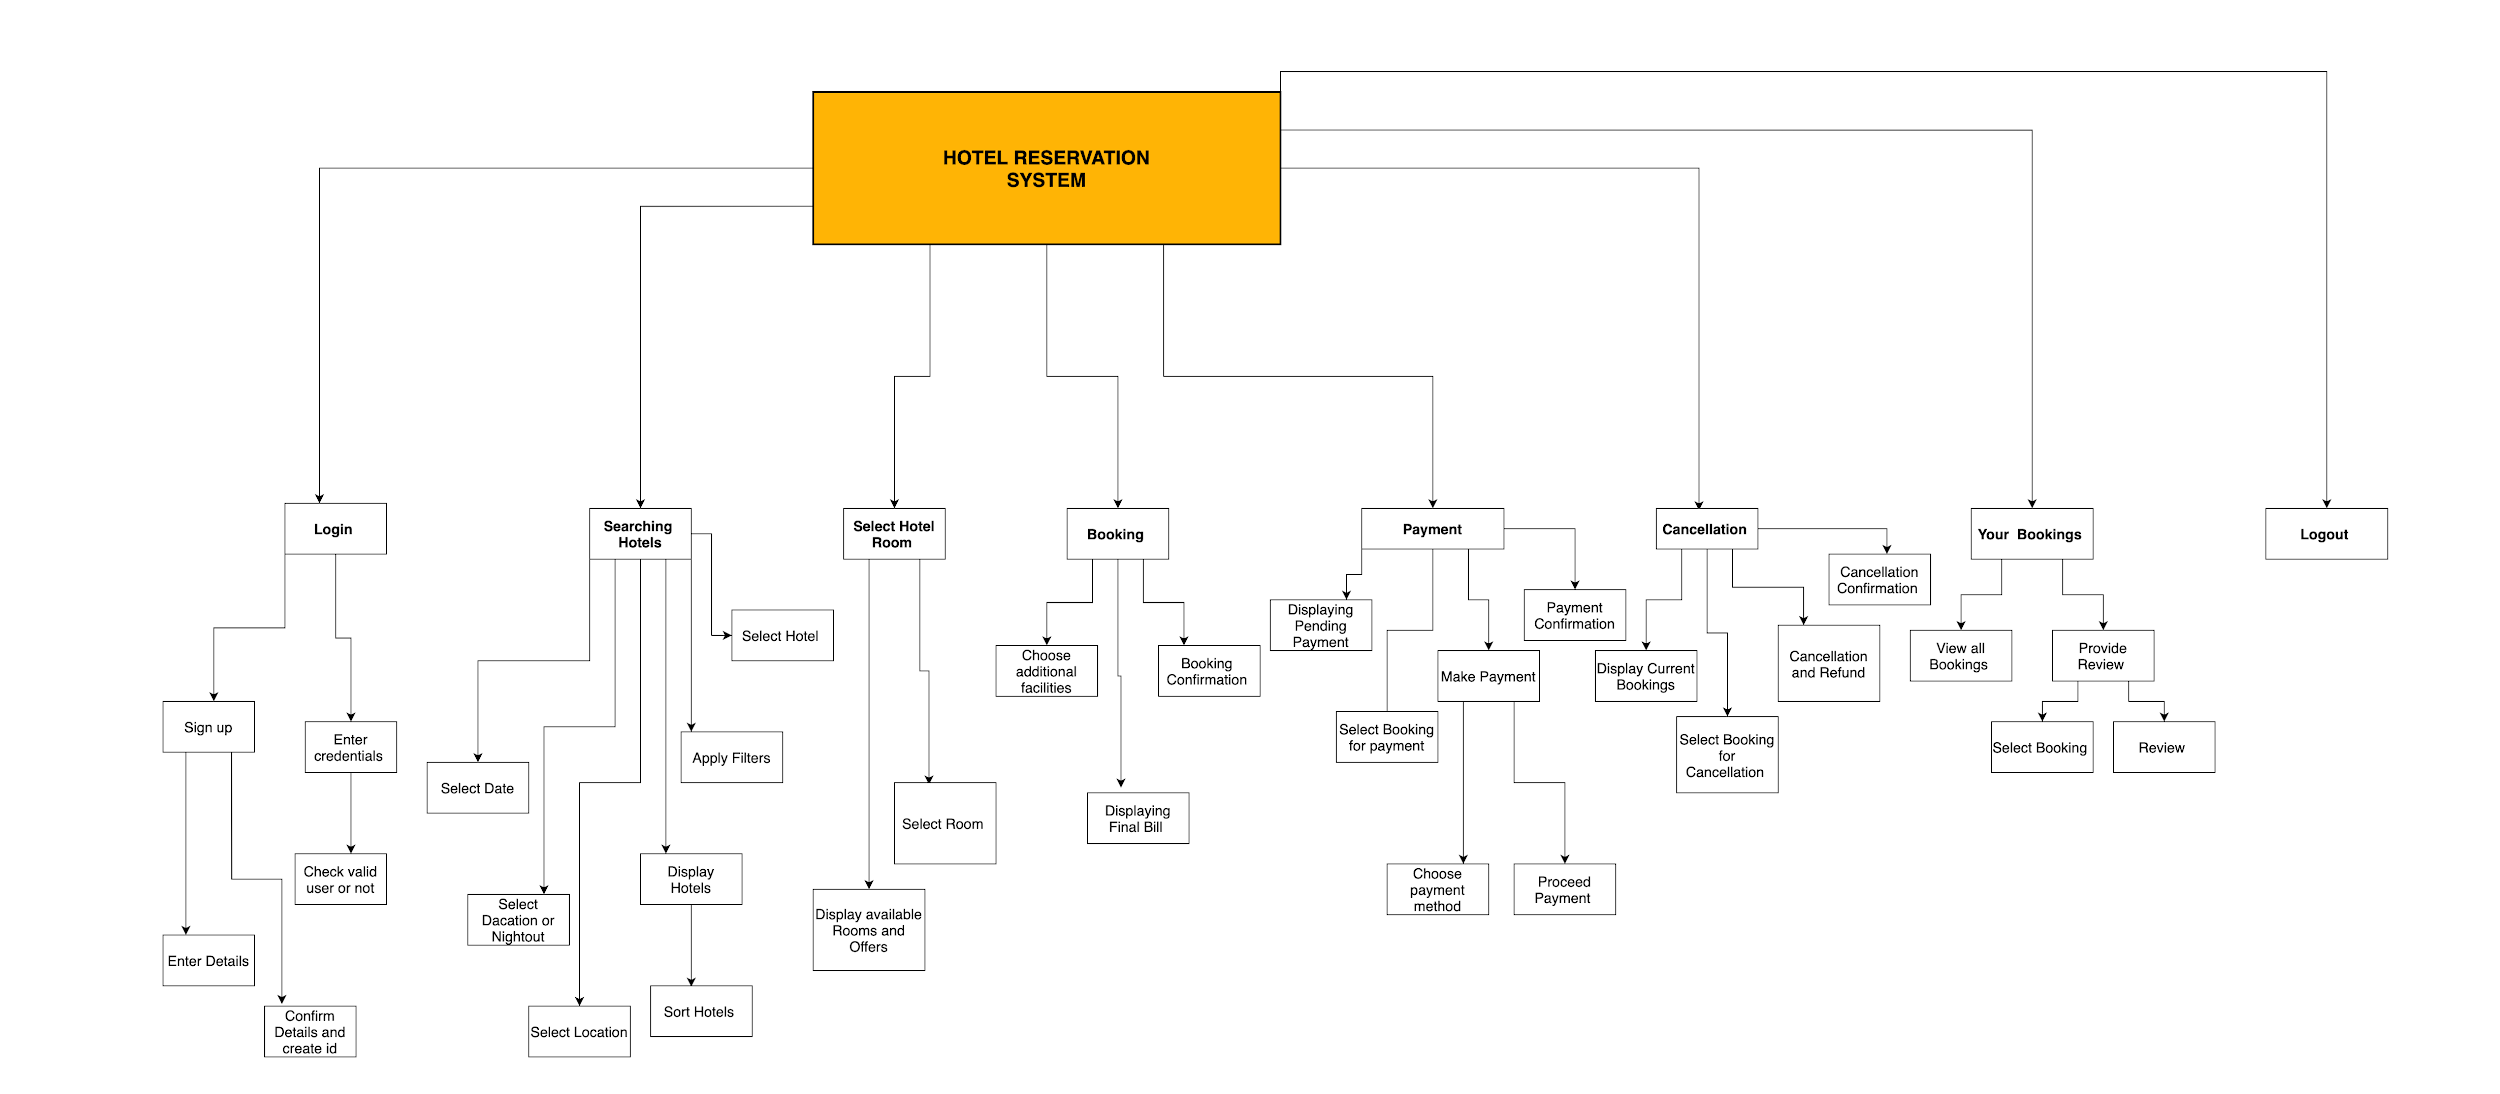 HOTEL RESERVATION
SYSTEM
Login
Searching
Hotels
Select Hotel
Room
Booking
Payment
Cancellation
Your Bookings
Logout
Cancellation
Confirmation
Displaying
Pending
Payment
Payment
Confirmation
Select Hotel
Choose
additional
facilities
Booking
Confirmation
Make Payment
Display Current
Bookings
Cancellation
and Refund
View all
Bookings
Provide
Review
Sign up
Enter
credentials
Select Booking
for payment
Select Booking
for
Cancellation
Select Booking
Review
Apply Filters
Select Date
Select Room
Displaying
Final Bill
Check valid
user or not
Display
Hotels
Choose
payment
method
Proceed
Payment
Select
Dacation or
Nightout
Display available
Rooms and
Offers
Enter Details
Confirm
Details and
create id
Select Location
Sort Hotels